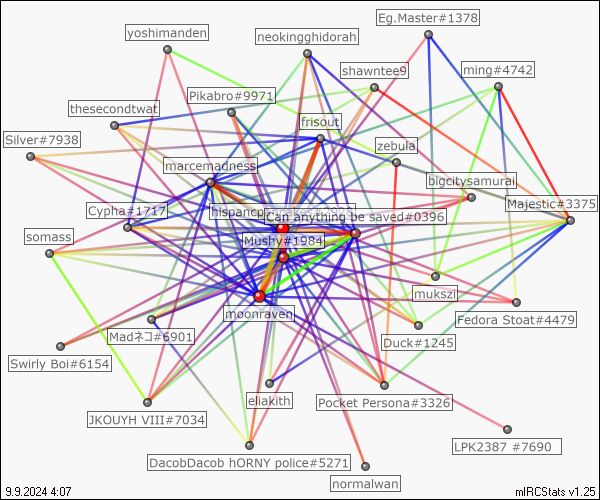 Eg.Master#1378
yoshimanden
neokingghidorah
shawntee9
ming#4742
Pikabro#9971
thesecondtwat
frisout
Silver#7938
zebula
marcemadness
bigcitysamurai
Majestic#3375
Cypha#1717
Can anything be saved#0396
somass
Mushy#1984
mukszi
moonraven
Fedora Stoat#4479
Madネコ#6901
Duck#1245
Swirly Boi#6154
eliakith
Pocket Persona#3326
JKOUYH VIII#7034
LPK2387 #7690
DacobDacob hORNY police#5271
normalwan
9.9.2024 4:07
mIRCStats v1.25